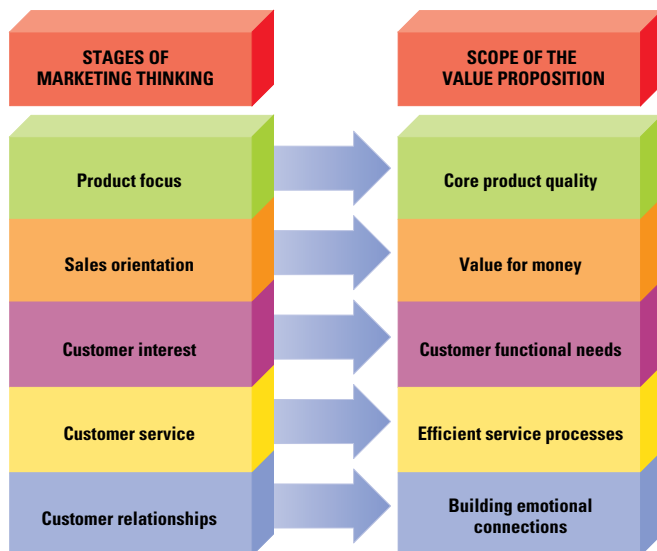 STAGES OF
MARKETING THINKING
SCOPE OF THE
VALUE PROPOSITION
Product focus
Core product quality
Sales orientation
Value for money
Customer interest
Customer functional needs
Customer service
Efficient service processes
Customer relationships
Building emotional
connections